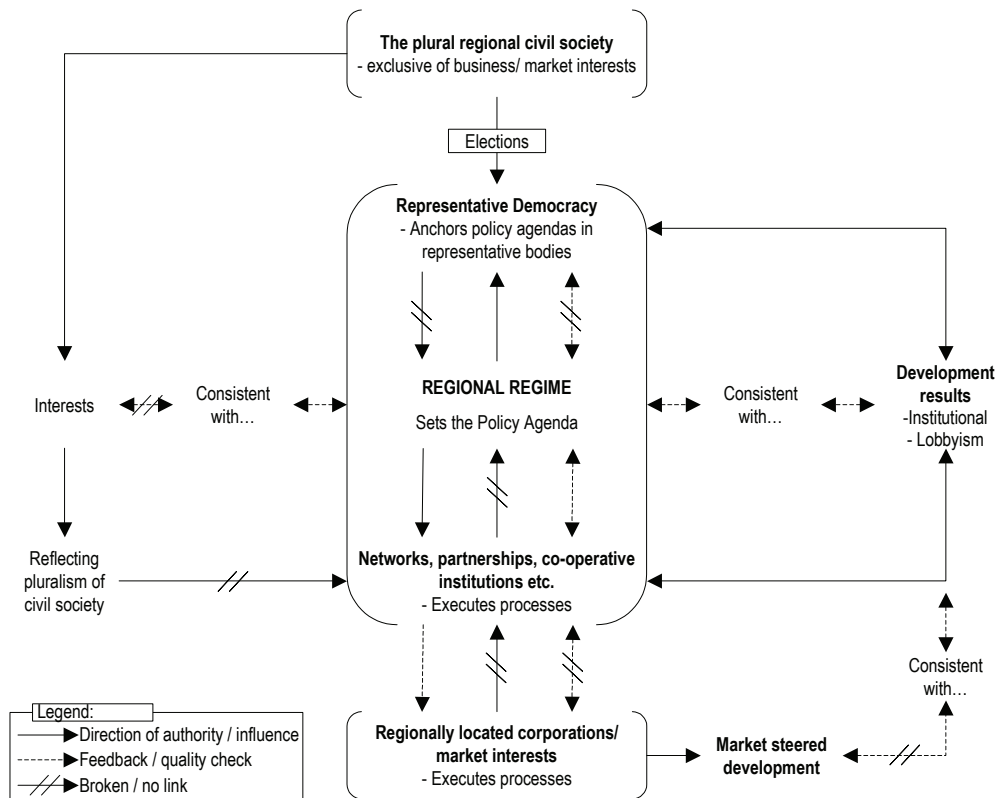 The plural regional civil society
- exclusive of business/ market interests
Elections
Representative Democracy
- Anchors policy agendas in
representative bodies
Interests
Consistent
with…
REGIONAL REGIME
Sets the Policy Agenda
Consistent
with…
Development
results
-Institutional
- Lobbyism
Reflecting
pluralism of
civil society
Networks, partnerships, co-operative
institutions etc.
- Executes processes
Consistent
with…
Regionally located corporations/
market interests
- Executes processes
Market steered
development
Legend:
Direction of authority / influence
Feedback / quality check
Broken / no link